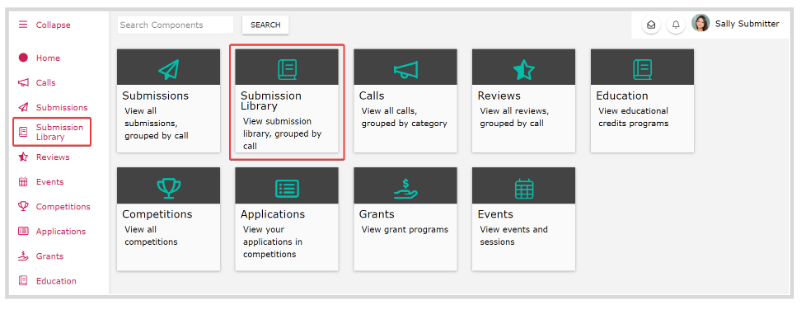 Collapse
Search Components
SEARCH
Sally Submitter
Home
Calls
Submissions
Submission
Library
Reviews
Events
Competitions
Applications
Grants
Education
Submissions
View all
submissions,
grouped by call
Submission
Library
View submission
library, grouped by
call
Calls
View all calls,
grouped by category
Reviews
View all reviews,
grouped by call
Education
View educational
credits programs
Competitions
View all
competitions
Applications
View your
applications in
competitions
Grants
View grant programs
Events
View events and
sessions